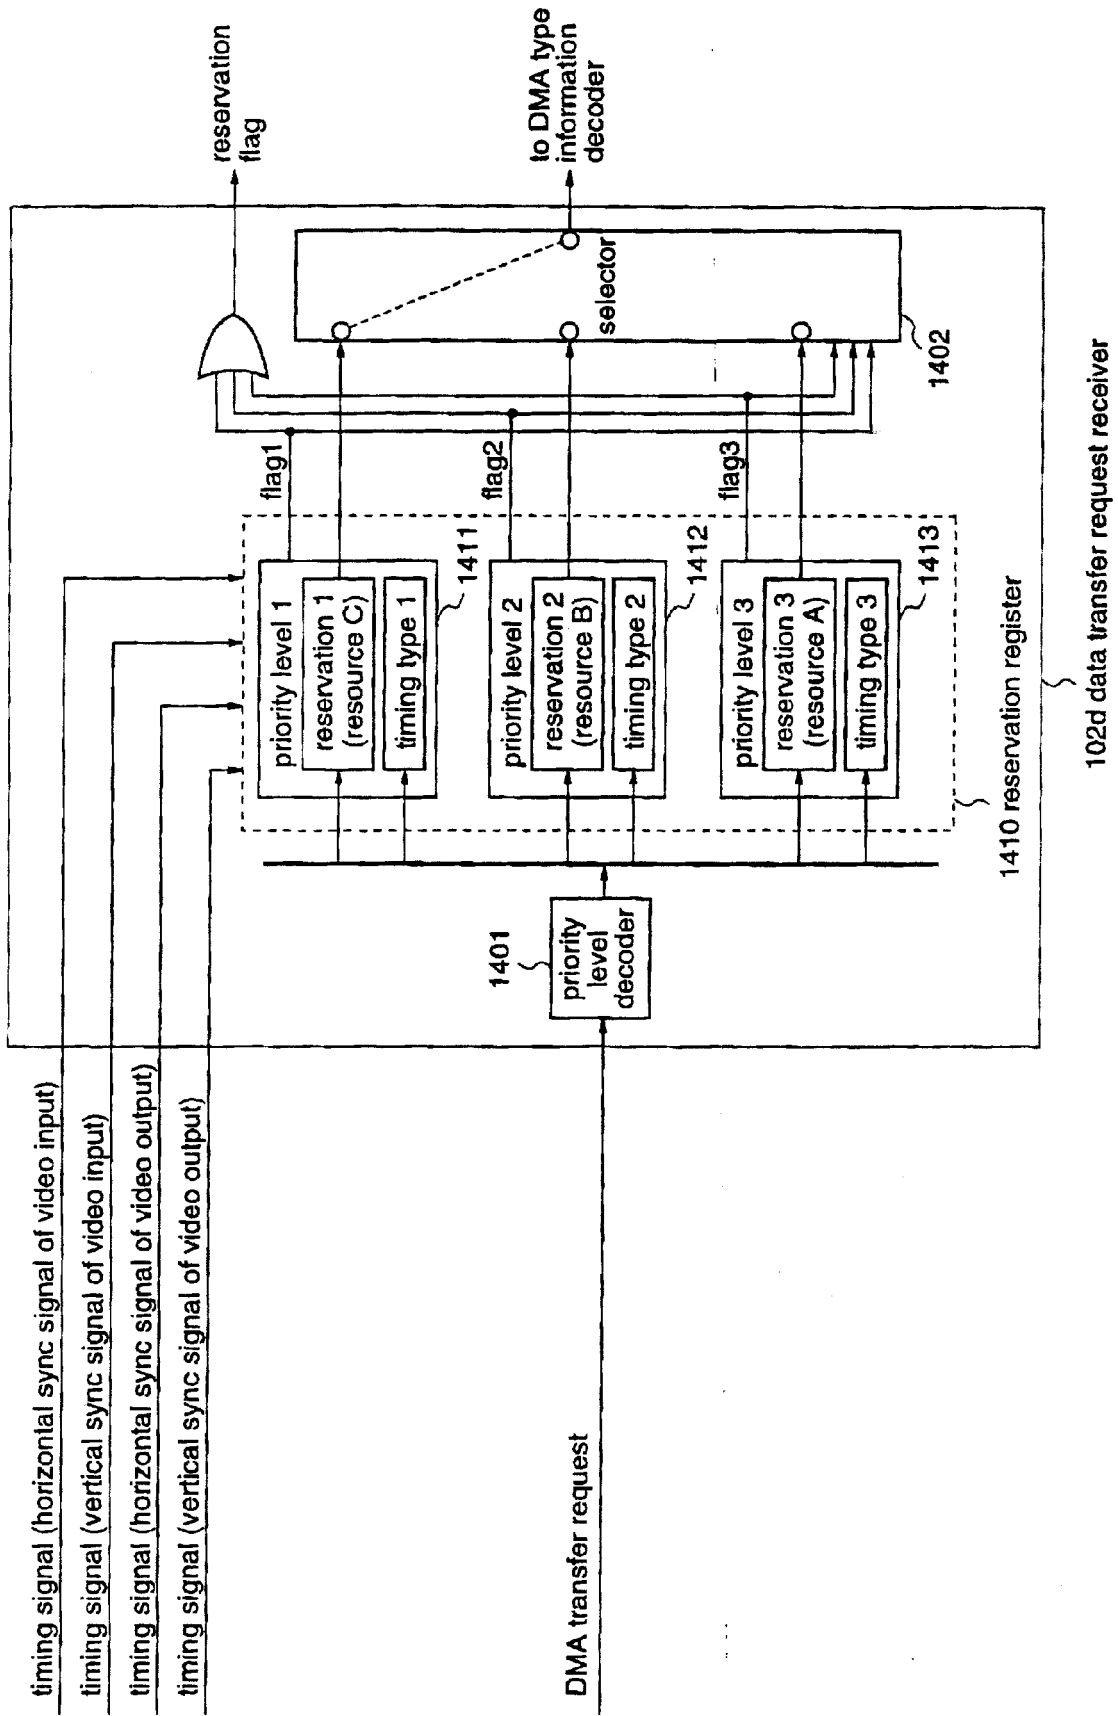 timing signal (horizontal sync signal of video input)
timing signal (vertical sync signal of video input)
timing signal (horizontal sync signal of video output)
timing signal (vertical sync signal of video output)
DMA transfer request
1401
priority
level
decoder
priority level 1
reservation 1
(resource C)
timing type 1
1411
priority level 2
reservation 2
(resource B)
timing type 2
1412
priority level 3
reservation 3
(resource A)
timing type 3
1413
1410 reservation register
flag1
flag2
flag3
selector
1402
reservation
flag
to DMA type
information
decoder
102d data transfer request receiver